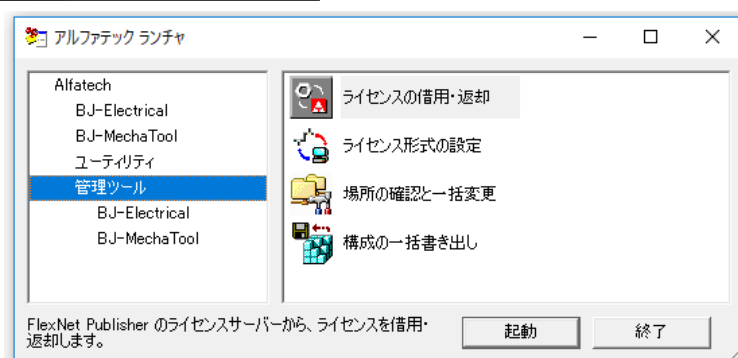 アルファテック ランチャ
Alfatech
BJ-Electrical
BJ-MechaTool
ユーティリティ
管理ツール
BJ-Electrical
BJ-MechaTool
ライセンスの借用・返却
ライセンス形式の設定
場所の確認と一括変更
構成の一括書き出し
FlexNet Publisher のライセンスサーバーから、ライセンスを借用・
返却します。
起動
終了